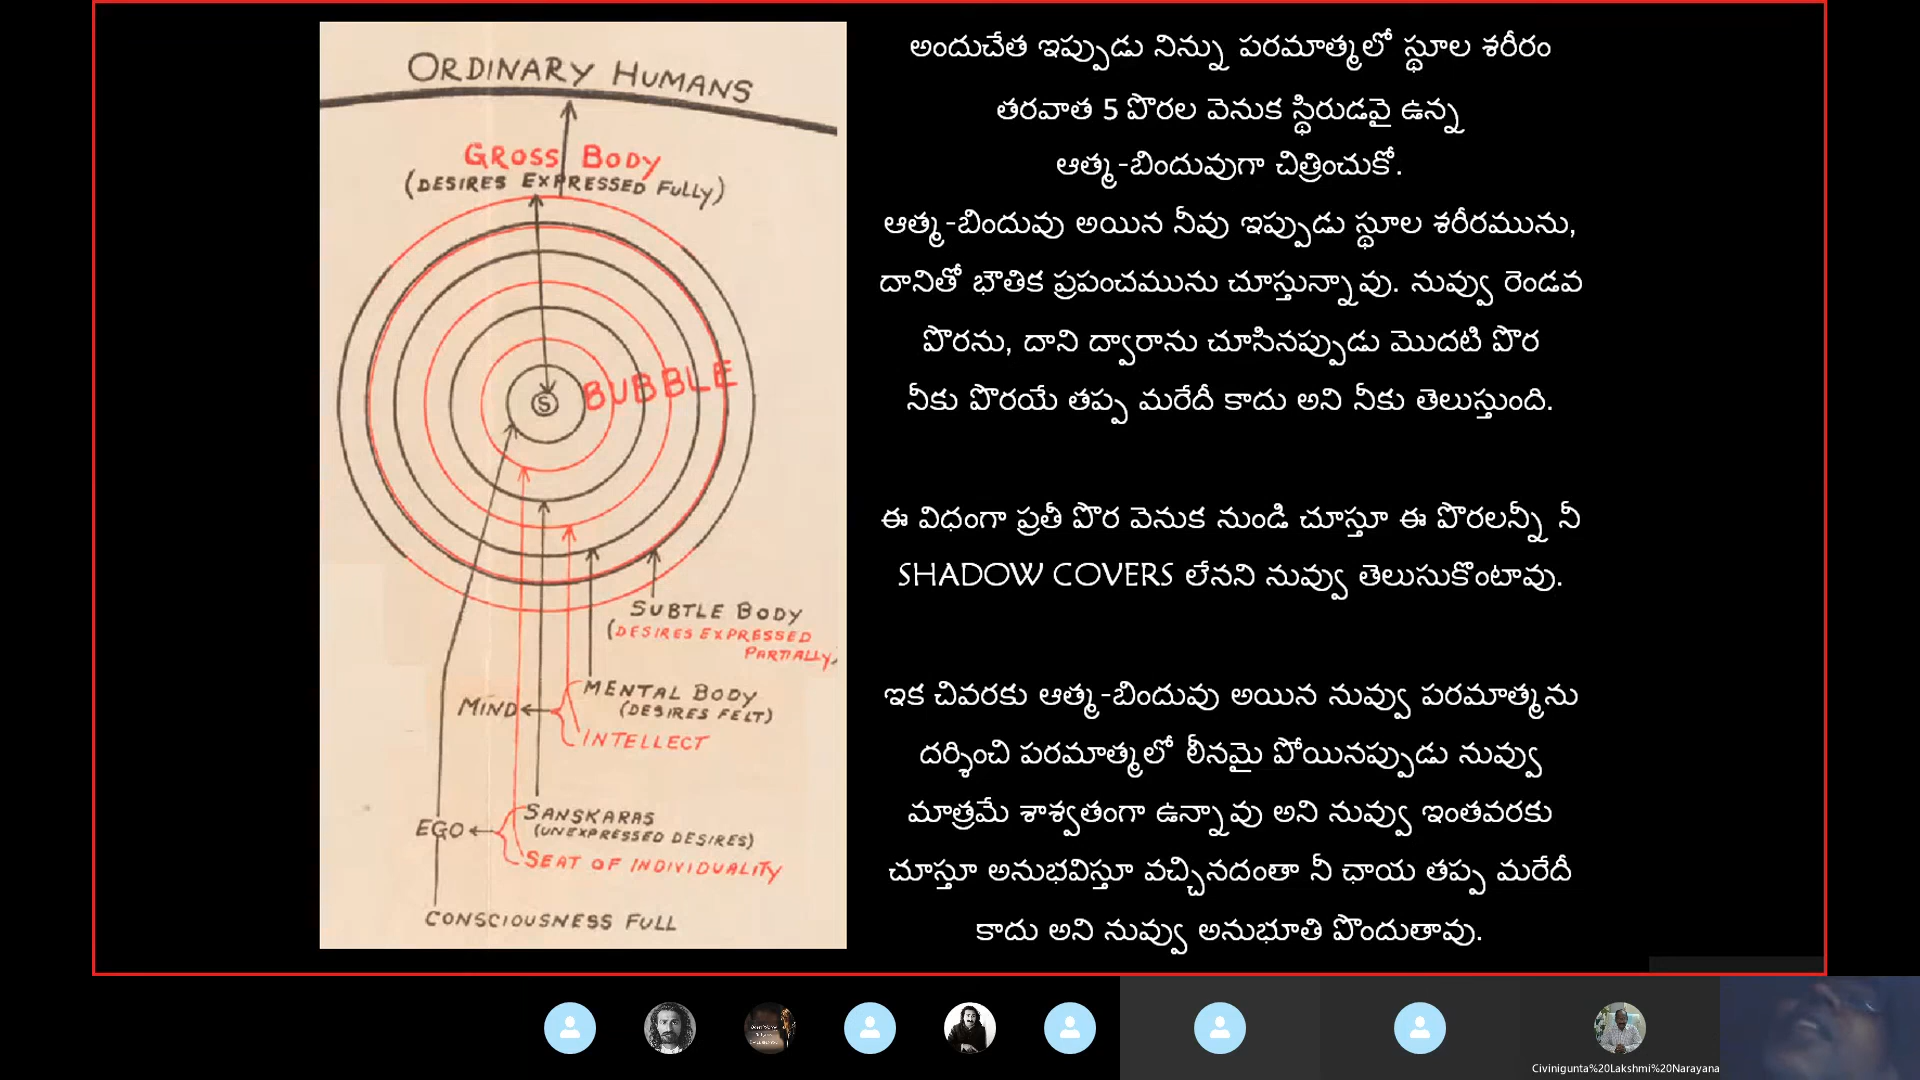 ORDINARY HUMANS
GROSS BODY
(DESIRES EXPRESSED FULLY)
S
BUBBLE
SUBTLE BODY
(DESIRES EXPRESSED
PARTIALLY)
MENTAL BODY
(DESIRES FELT)
MIND
INTELLECT
SANSKARAS
(UNEXPRESSED DESIRES)
EGO
SEAT OF INDIVIDUALITY
CONSCIOUSNESS FULL
అందుచేత ఇప్పుడు నిన్ను పరమాత్మలో స్థూల శరీరం
తరవాత 5 పొరల వెనుక స్థిరుడవై ఉన్న
ఆత్మ-బిందువుగా చిత్రించుకో.
ఆత్మ-బిందువు అయిన నీవు ఇప్పుడు స్థూల శరీరమును,
దానితో భౌతిక ప్రపంచమును చూస్తున్నావు. నువ్వు రెండవ
పొరను, దాని ద్వారాను చూసినప్పుడు మొదటి పొర
నీకు పొరయే తప్ప మరేదీ కాదు అని నీకు తెలుస్తుంది.
ఈ విధంగా ప్రతీ పొర వెనుక నుండి చూస్తూ ఈ పొరలన్నీ నీ
SHADOW COVERS లేనని నువ్వు తెలుసుకొంటావు.
ఇక చివరకు ఆత్మ-బిందువు అయిన నువ్వు పరమాత్మను
దర్శించి పరమాత్మలో లీనమై పోయినప్పుడు నువ్వు
మాత్రమే శాశ్వతంగా ఉన్నావు అని నువ్వు ఇంతవరకు
చూస్తూ అనుభవిస్తూ వచ్చినదంతా నీ ఛాయ తప్ప మరేదీ
కాదు అని నువ్వు అనుభూతి పొందుతావు.
Civinigunta%20Lakshmi%20Narayana